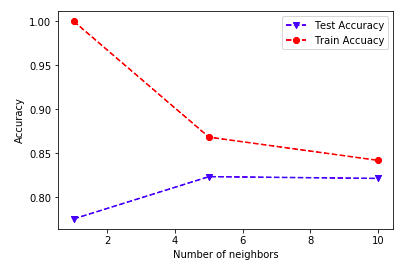 1.00
0.95
0.90
0.85
0.80
Accuracy
Test Accuracy
Train Accuacy
2 4 6 8 10
Number of neighbors